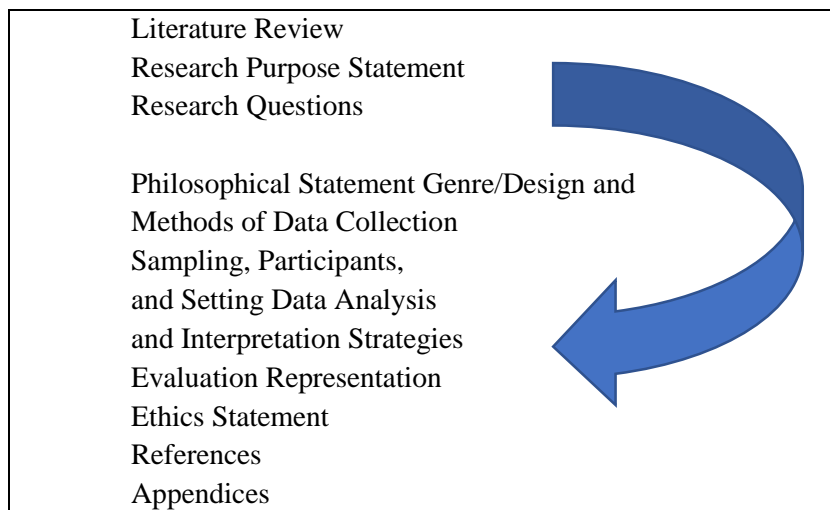 Literature Review
Research Purpose Statement
Research Questions
Philosophical Statement Genre/Design and
Methods of Data Collection
Sampling, Participants,
and Setting Data Analysis
and Interpretation Strategies
Evaluation Representation
Ethics Statement
References
Appendices